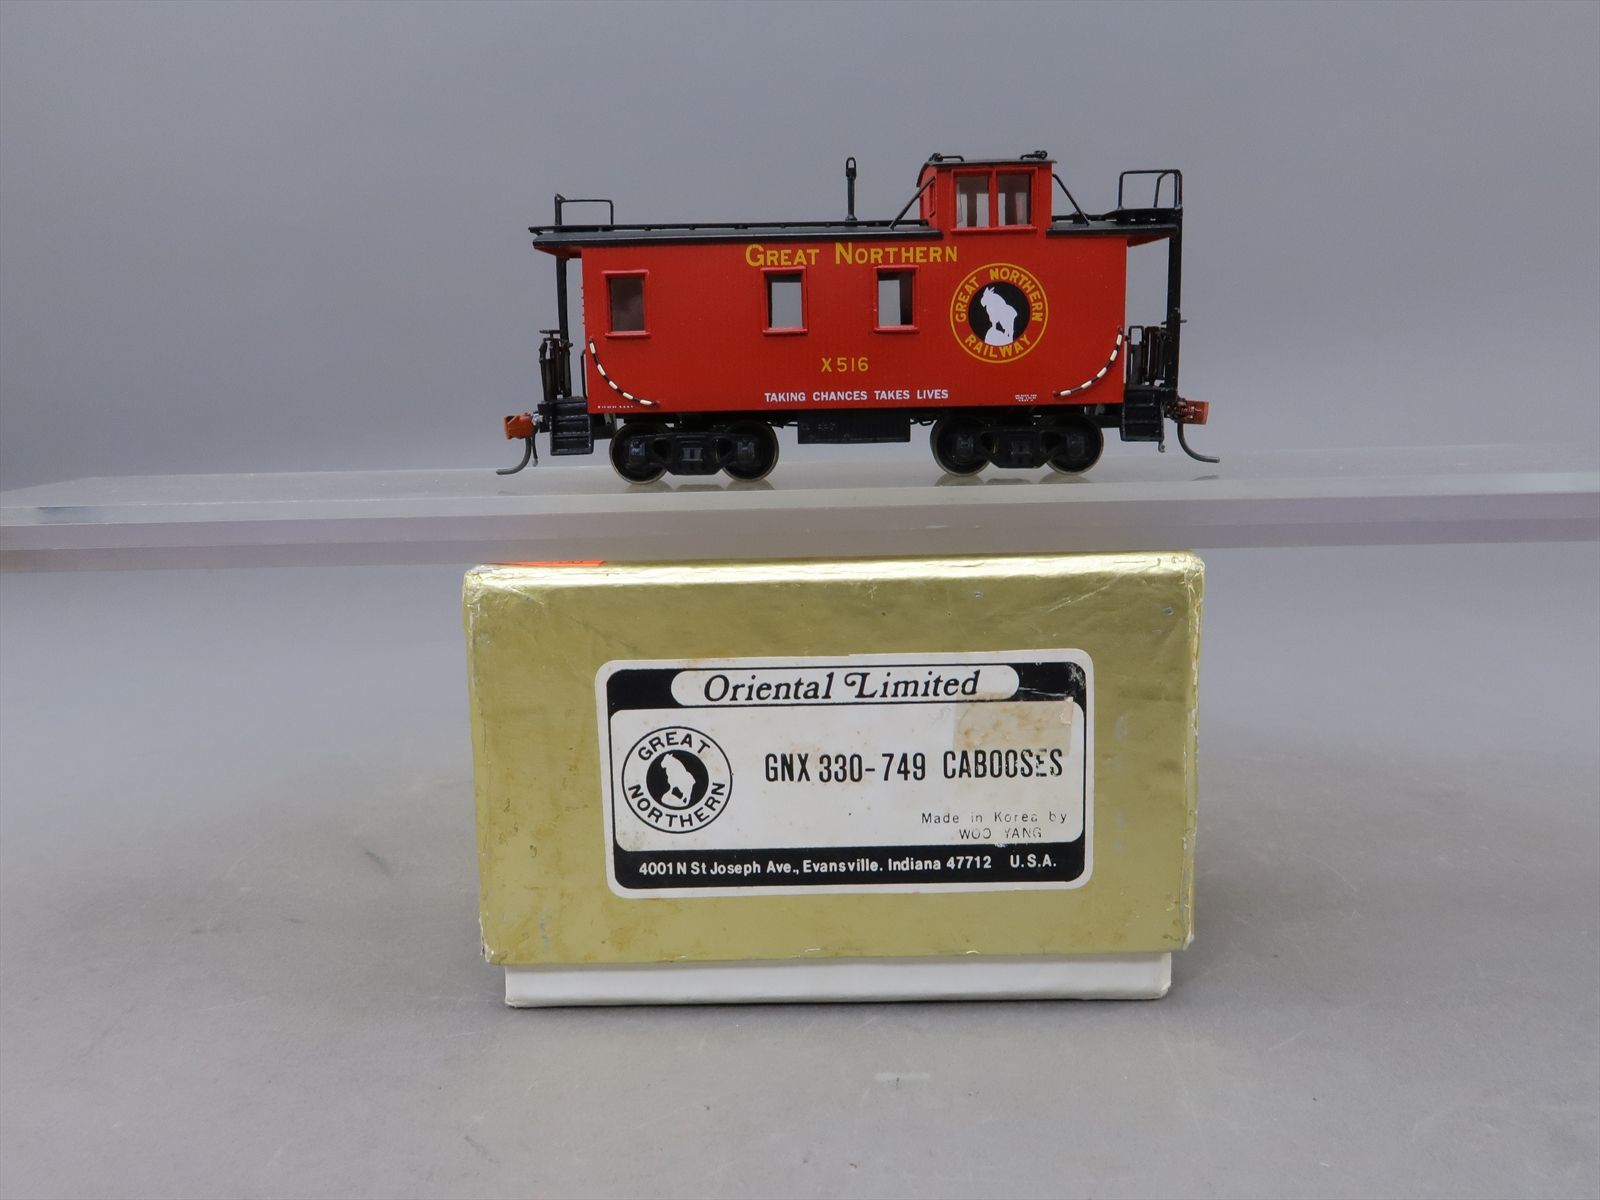 GREAT NORTHERN
GREAT NORTHERN
RAILWAY
X516
TAKING CHANCES TAKES LIVES
Oriental Limited
GREAT
NORTHERN
GNX 330-749 CABOOSES
Made in Korea by
WOO YANG
4001 N St Joseph Ave., Evansville. Indiana 47712 U.S.A.